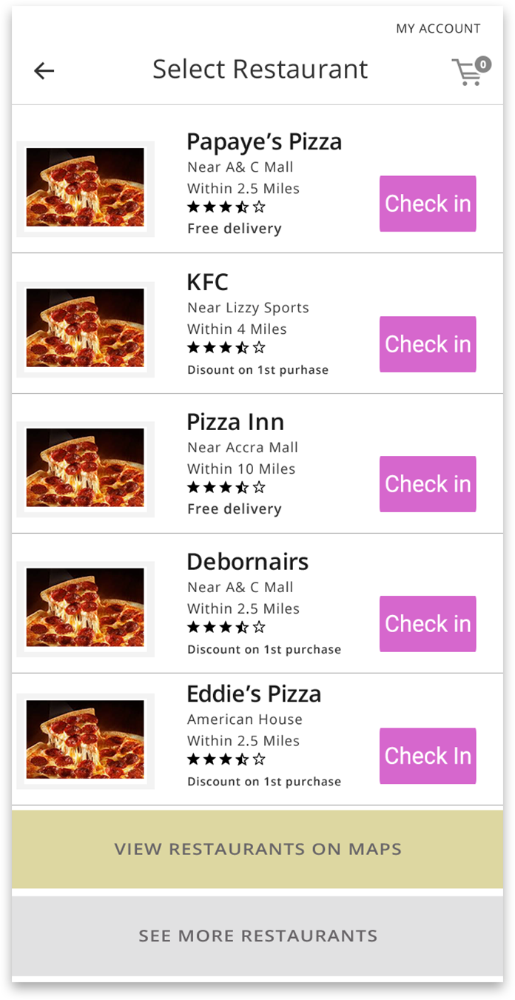 MY ACCOUNT
Select Restaurant
0
Papaye’s Pizza
Near A& C Mall
Within 2.5 Miles
Free delivery
Check in
KFC
Near Lizzy Sports
Within 4 Miles
Disount on 1st purhase
Check in
Pizza Inn
Near Accra Mall
Within 10 Miles
Free delivery
Check in
Debornairs
Near A& C Mall
Within 2.5 Miles
Discount on 1st purchase
Check in
Eddie’s Pizza
American House
Within 2.5 Miles
Discount on 1st purchase
Check In
VIEW RESTAURANTS ON MAPS
SEE MORE RESTAURANTS